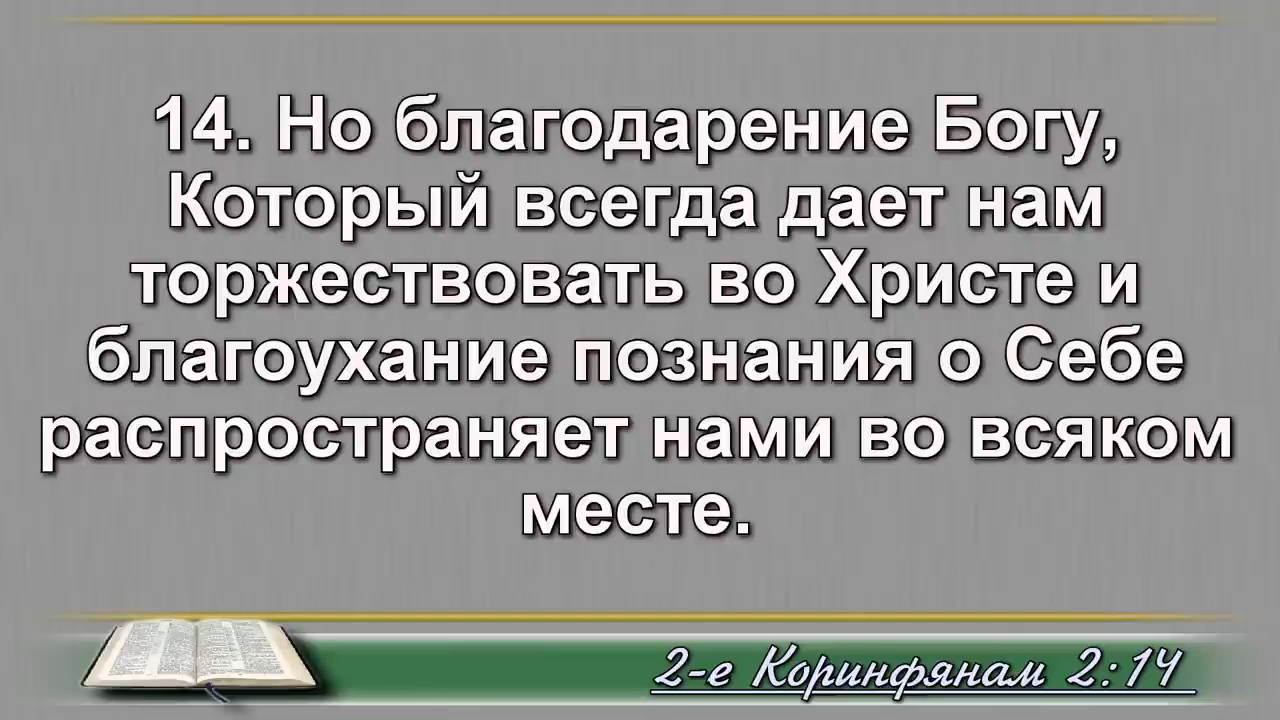 14. Но благодарение Богу,
Который всегда дает нам
торжествовать во Христе и
благоухание познания о Себе
распространяет нами во всяком
месте.
2-е Коринфянам 2:14